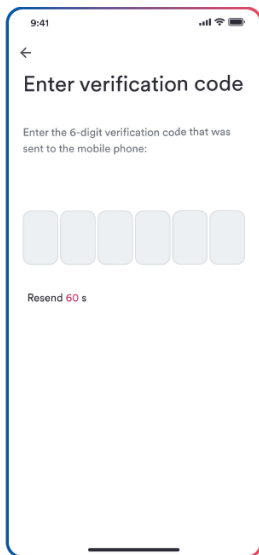 9:41
Enter verification code
Enter the 6-digit verification code that was
sent to the mobile phone:
Resend 60 s